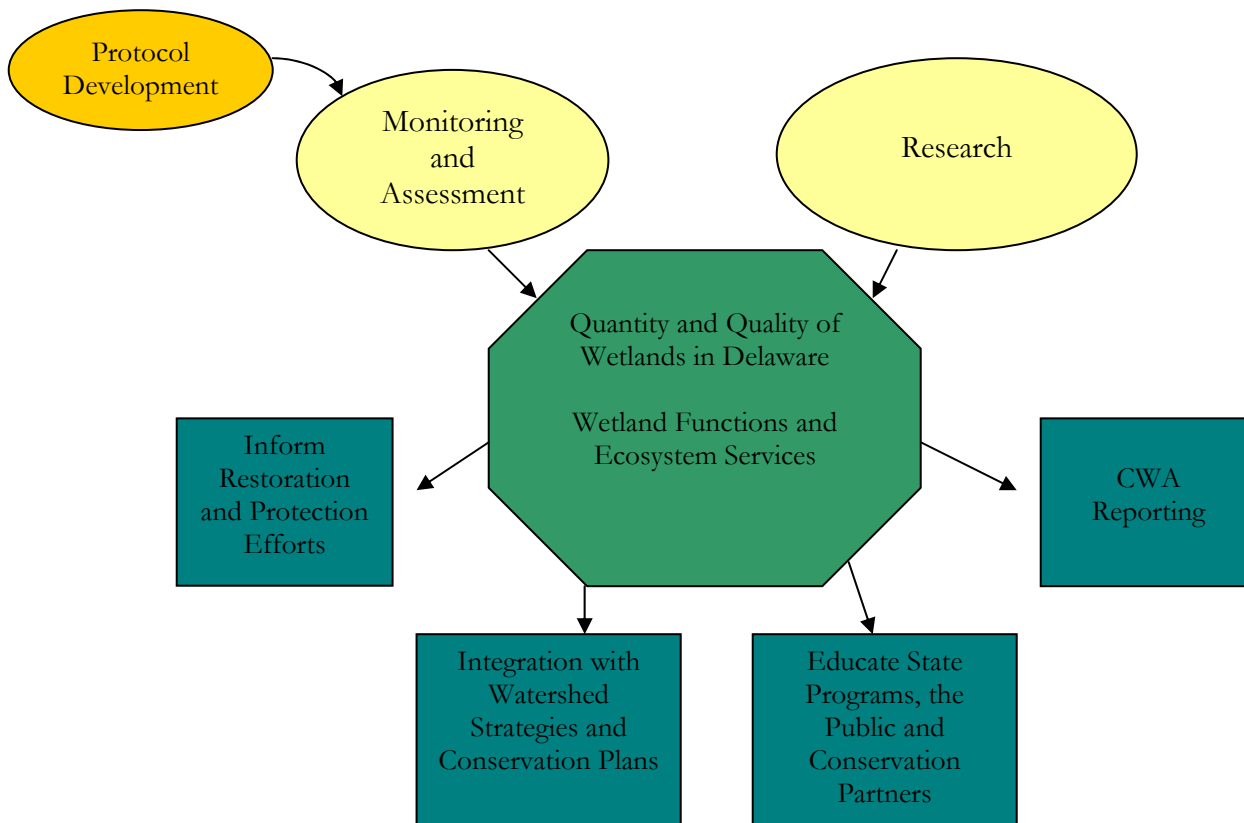 Protocol
Development
Monitoring
and
Assessment
Research
Quantity and Quality of
Wetlands in Delaware
Wetland Functions and
Ecosystem Services
Inform
Restoration
and Protection
Efforts
CWA
Reporting
Integration with
Watershed
Strategies and
Conservation Plans
Educate State
Programs, the
Public and
Conservation
Partners